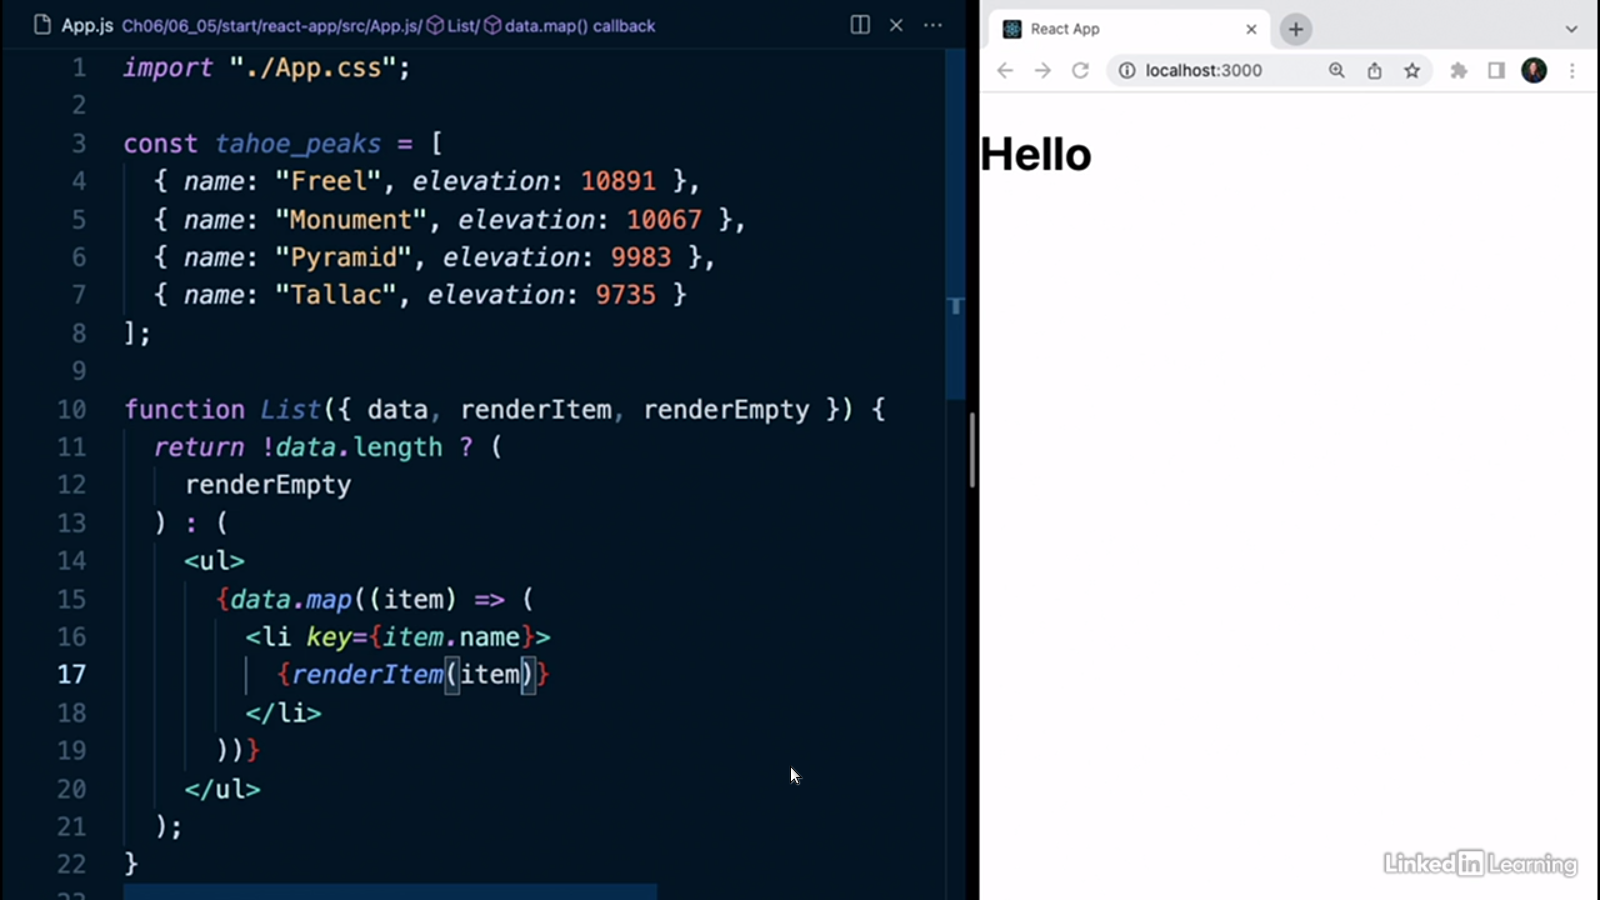 App.js Ch06/06_05/start/react-app/src/App.js/ List/ data.map() callback
1 import "./App.css";
2
3 const tahoe_peaks = [
4 { name: "Freel", elevation: 10891 },
5 { name: "Monument", elevation: 10067 },
6 { name: "Pyramid", elevation: 9983 },
7 { name: "Tallac", elevation: 9735 }
8 ];
9
10 function List({ data, renderItem, renderEmpty }) {
11 return !data.length ? (
12 renderEmpty
13 ) : (
14 <ul>
15 {data.map((item) => (
16 <li key={item.name}>
17 {renderItem(item)}
18 </li>
19 ))}
20 </ul>
21 );
22 }
React App
localhost:3000
Hello
Linked in Learning